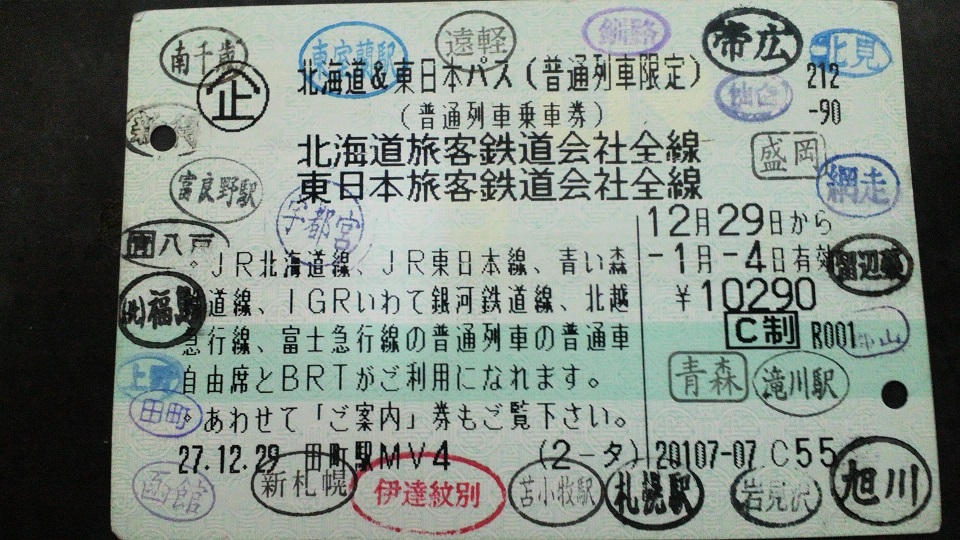 南千歳
東室蘭駅
遠軽
釧路
帯広
北見
企
北海道&東日本パス(普通列車限定)
212
(普通列車乗車券)
仙台
-90
北海道旅客鉄道会社全線
盛岡
東日本旅客鉄道会社全線
富良野駅
網走
宇都宮
12月29日から
八戸
・JR北海道線、JR東日本線、青い森
-1月-4日有効
留辺蘂
福島
道線、IGRいわて銀河鉄道線、北越
¥10290
C制 R001
郡山
急行線、富士急行線の普通列車の普通車
上野
自由席とBRTがご利用になれます。
青森
滝川駅
田町
・あわせて「ご案内」券もご覧下さい。
27.12.29 田町駅MV4 (2-タ) 20107-07 C55
函館
新札幌
伊達紋別
苫小牧駅
札幌駅
岩見沢
旭川